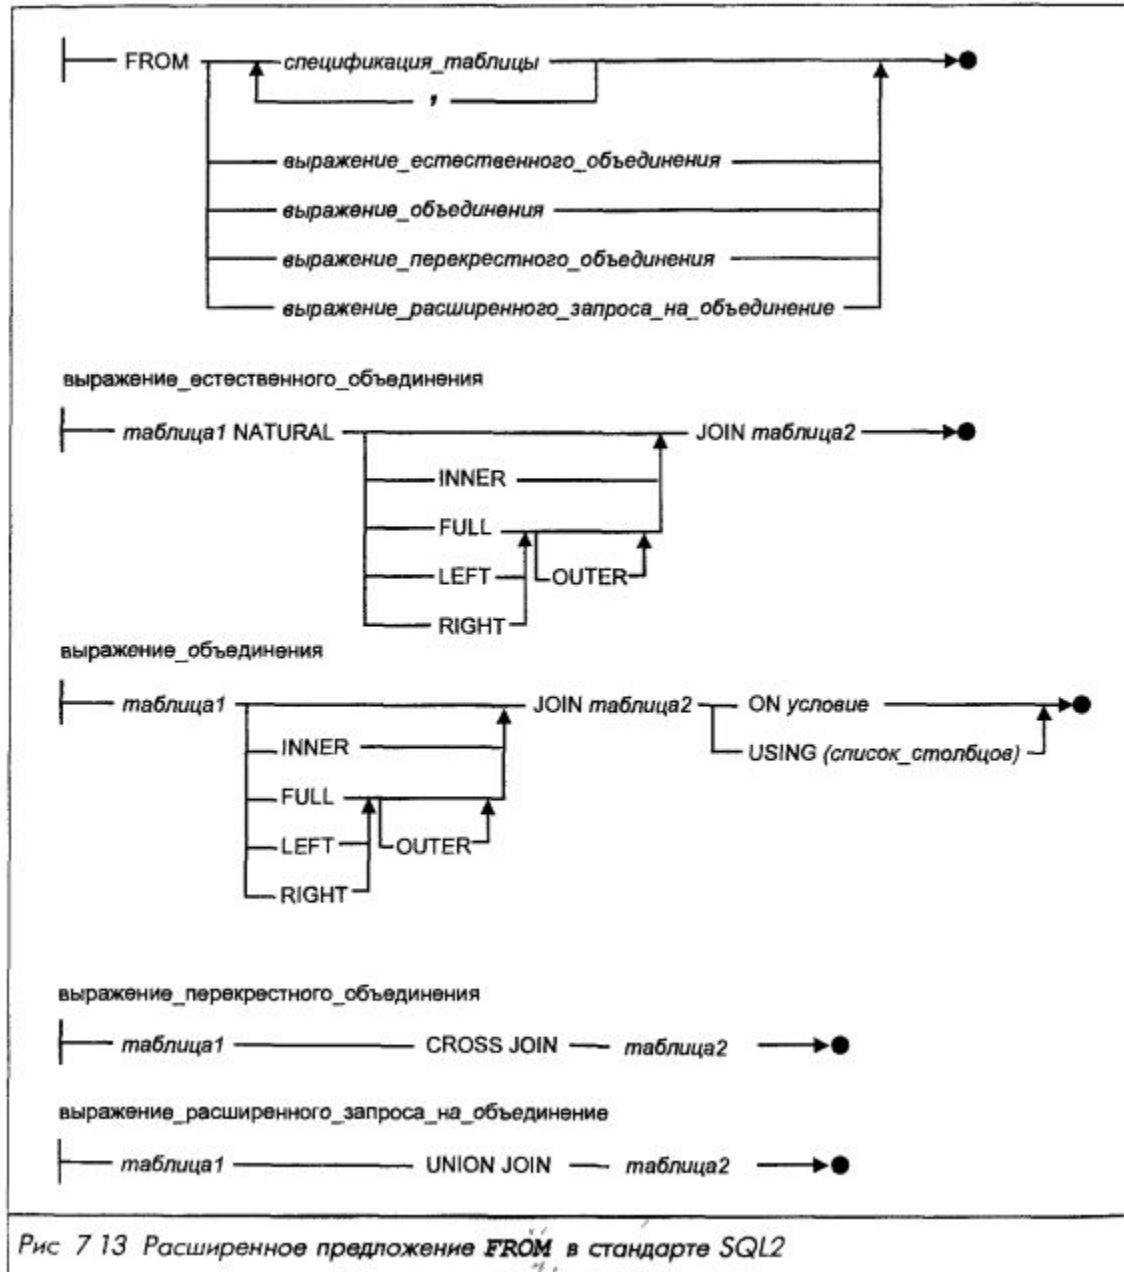 FROM спецификация_таблицы
,
выражение_естественного_объединения
выражение_объединения
выражение_перекрестного_объединения
выражение_расширенного_запроса_на_объединение
выражение_естественного_объединения
таблица1 NATURAL JOIN таблица2
INNER
FULL
LEFT OUTER
RIGHT
выражение_объединения
таблица1 JOIN таблица2 ON условие
INNER USING (список_столбцов)
FULL
LEFT OUTER
RIGHT
выражение_перекрестного_объединения
таблица1 CROSS JOIN таблица2
выражение_расширенного_запроса_на_объединение
таблица1 UNION JOIN таблица2
Рис 7 13 Расширенное предложение FROM в стандарте SQL2